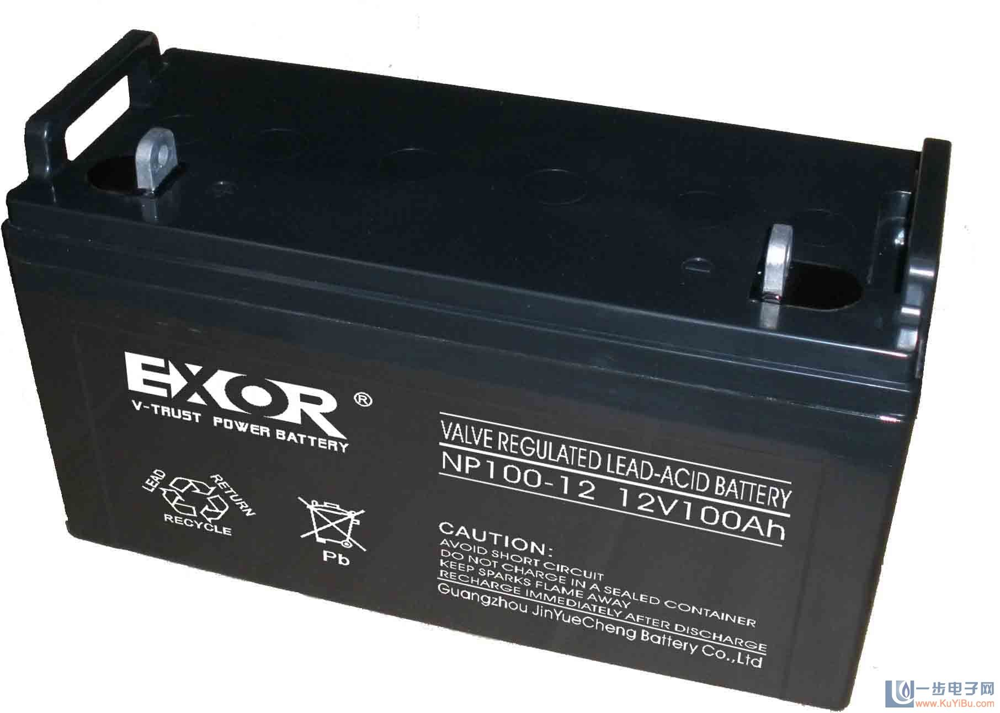 EXOR ®
V-TRUST POWER BATTERY
LEAD RETURN
RECYCLE
Pb
VALVE REGULATED LEAD-ACID BATTERY
NP100-12 12V100Ah
CAUTION:
AVOID SHORT CIRCUIT
DO NOT CHARGE IN A SEALED CONTAINER
KEEP SPARKS FLAME AWAY
RECHARGE IMMEDIATELY AFTER DISCHARGE
Guangzhou JinYueCheng Battery Co.,Ltd
一步电子网
www.KuYiBu.com